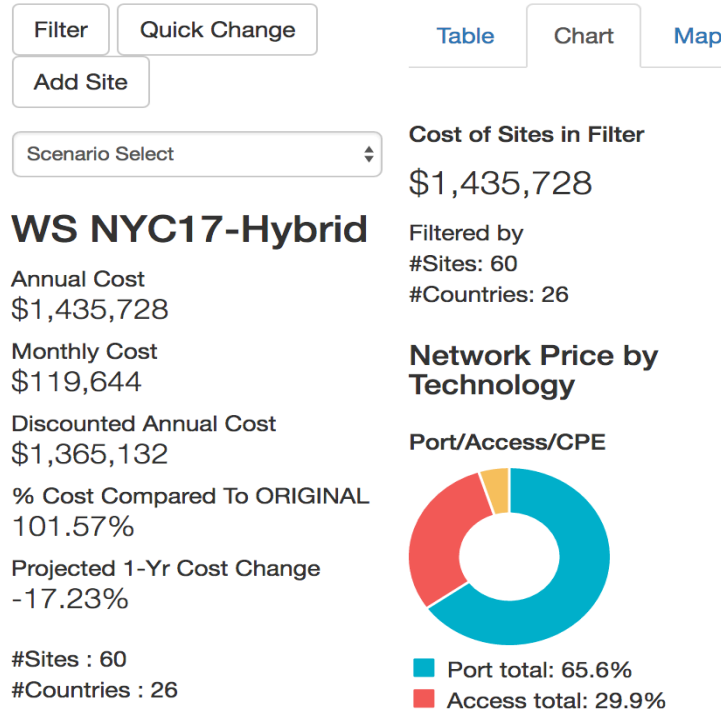 Filter
Quick Change
Add Site
Scenario Select
WS NYC17-Hybrid
Annual Cost
$1,435,728
Monthly Cost
$119,644
Discounted Annual Cost
$1,365,132
% Cost Compared To ORIGINAL
101.57%
Projected 1-Yr Cost Change
-17.23%
#Sites : 60
#Countries : 26
Table
Chart
Map
Cost of Sites in Filter
$1,435,728
Filtered by
#Sites: 60
#Countries: 26
Network Price by
Technology
Port/Access/CPE
Port total: 65.6%
Access total: 29.9%